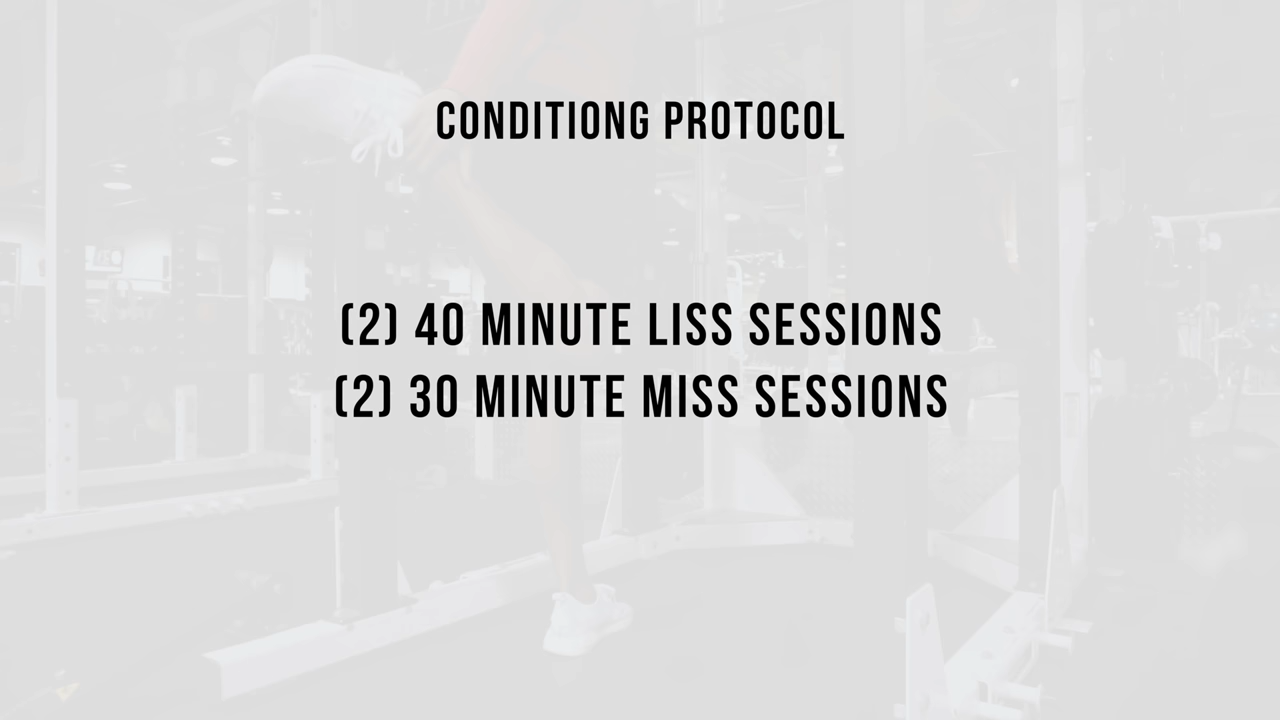 CONDITIONG PROTOCOL
(2) 40 MINUTE LISS SESSIONS
(2) 30 MINUTE MISS SESSIONS